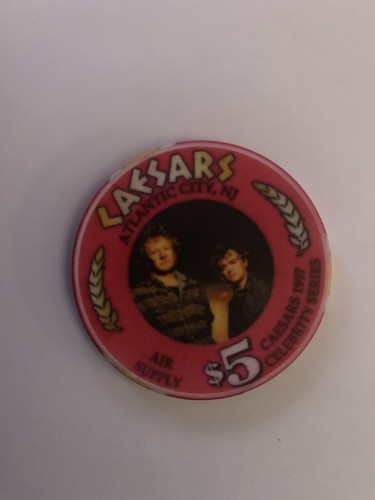 CAESARS
ATLANTIC CITY, NJ
AIR
SUPPLY
$5
CAESARS 1997
CELEBRITY SERIES